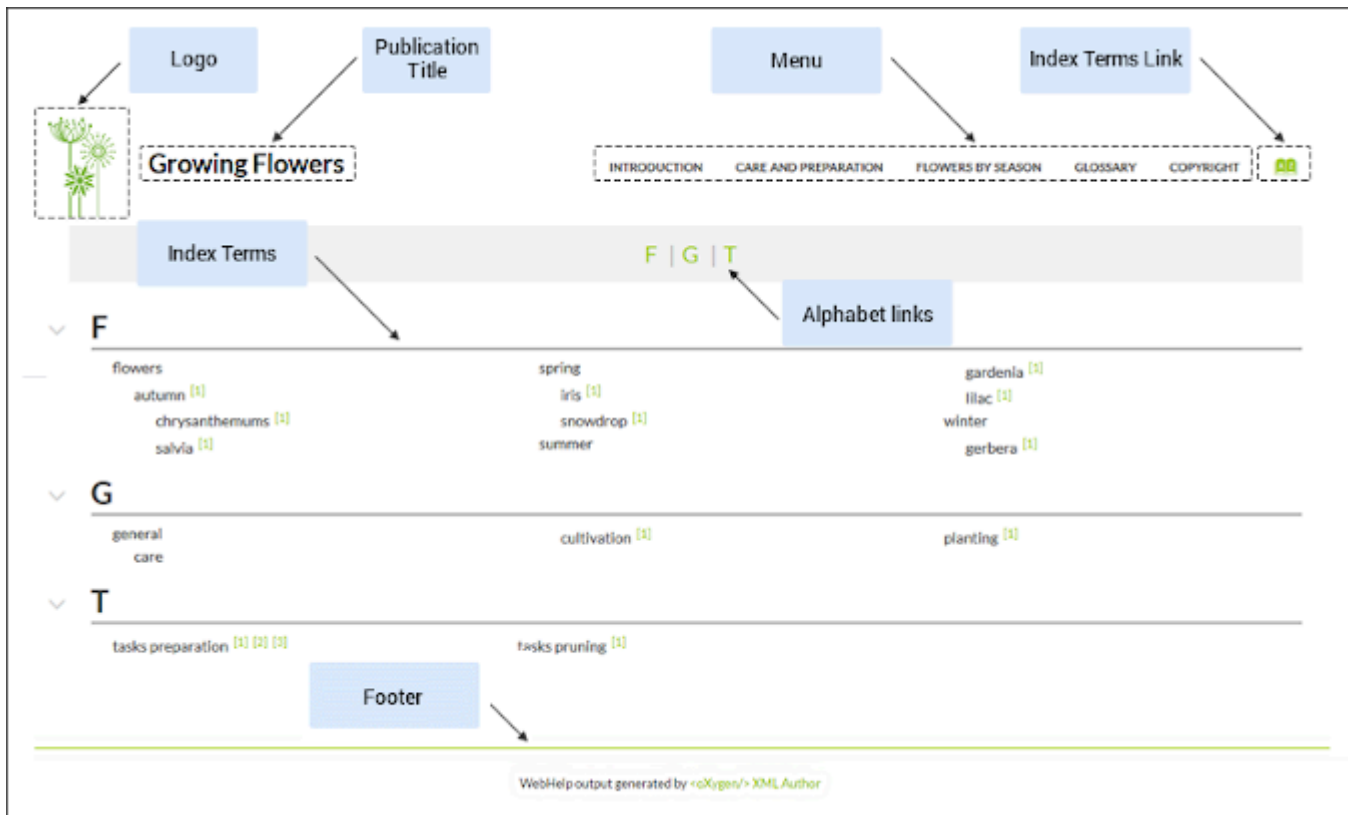 Logo
Publication
Title
Menu
Index Terms Link
Growing Flowers
INTRODUCTION CARE AND PREPARATION FLOWERS BY SEASON GLOSSARY COPYRIGHT
Index Terms
F | G | T
Alphabet links
F
flowers spring gardenia [1]
autumn [1] iris [1] lilac [1]
chrysanthemums [1] snowdrop [1] winter
salvia [1] summer gerbera [1]
G
general cultivation [1] planting [1]
care
T
tasks preparation [1] [2] [3] tasks pruning [1]
Footer
WebHelp output generated by <oXygen/> XML Author